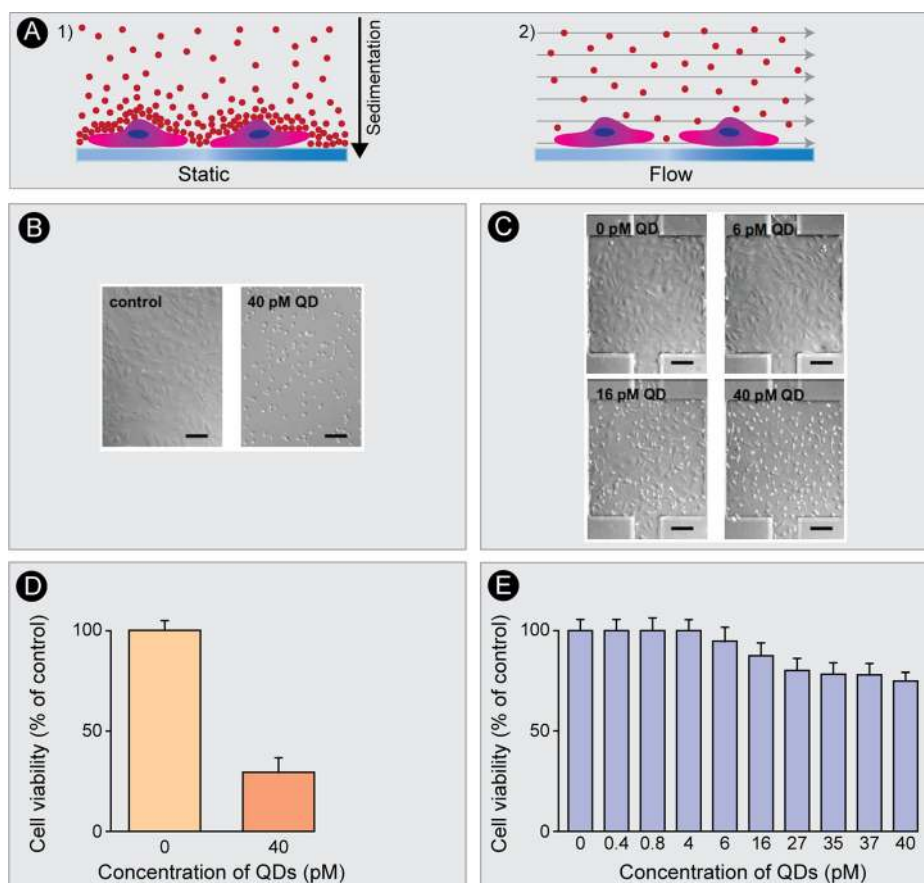 A
1)
Sedimentation
Static
2)
Flow
B
control
40 pM QD
C
0 pM QD
6 pM QD
16 pM QD
40 pM QD
D
Cell viability (% of control)
100
50
0
0 40
Concentration of QDs (pM)
E
Cell viability (% of control)
100
50
0
0 0.4 0.8 4 6 16 27 35 37 40
Concentration of QDs (pM)